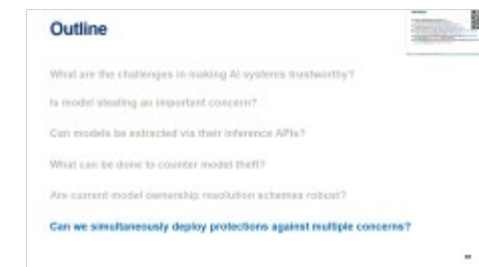 Outline
What are the challenges in making AI systems trustworthy?
Is model stealing an important concern?
Can models be extracted via their inference APIs?
What can be done to counter model theft?
Are current model ownership resolution schemes robust?
Can we simultaneously deploy protections against multiple concerns?